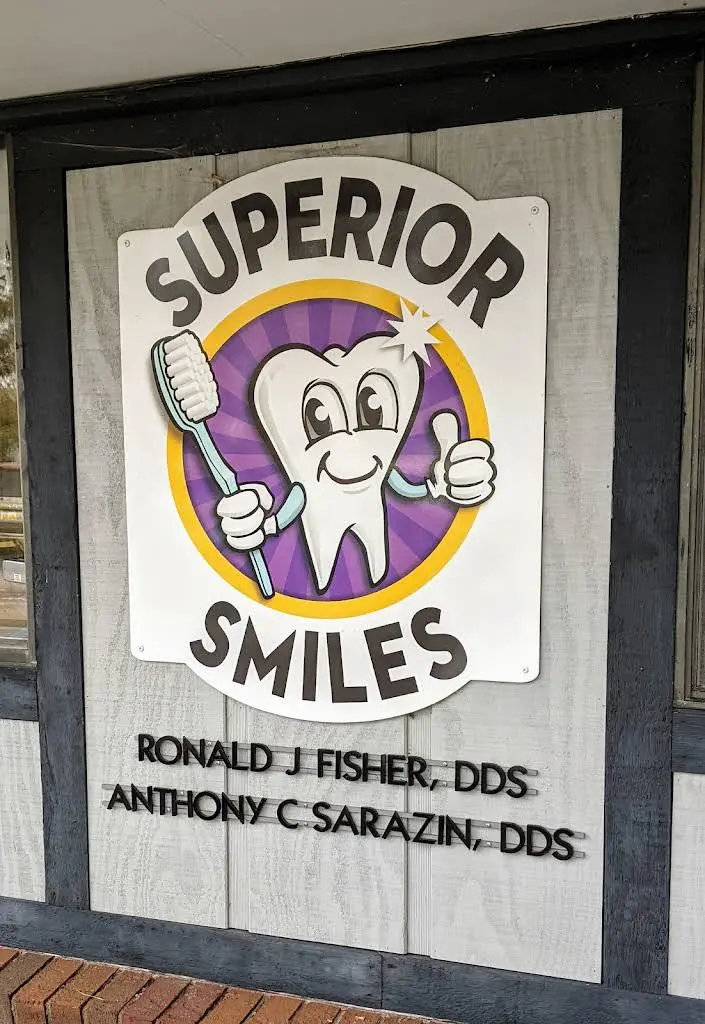 SUPERIOR
SMILES
RONALD J FISHER, DDS
ANTHONY C SARAZIN, DDS